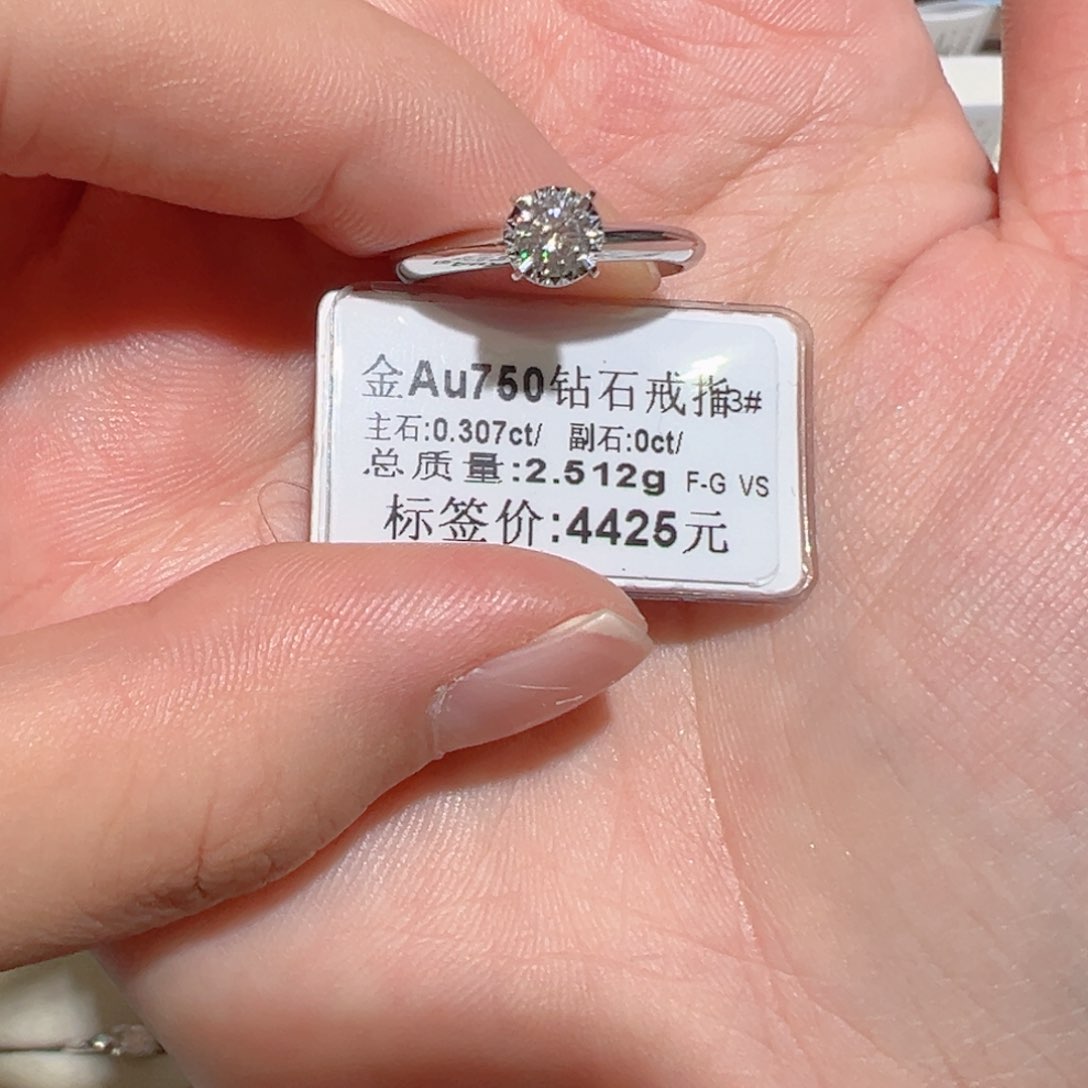 金Au750钻石戒指13#
主石:0.307ct/ 副石:0ct/
总质量:2.512g F-G VS
标签价:4425元